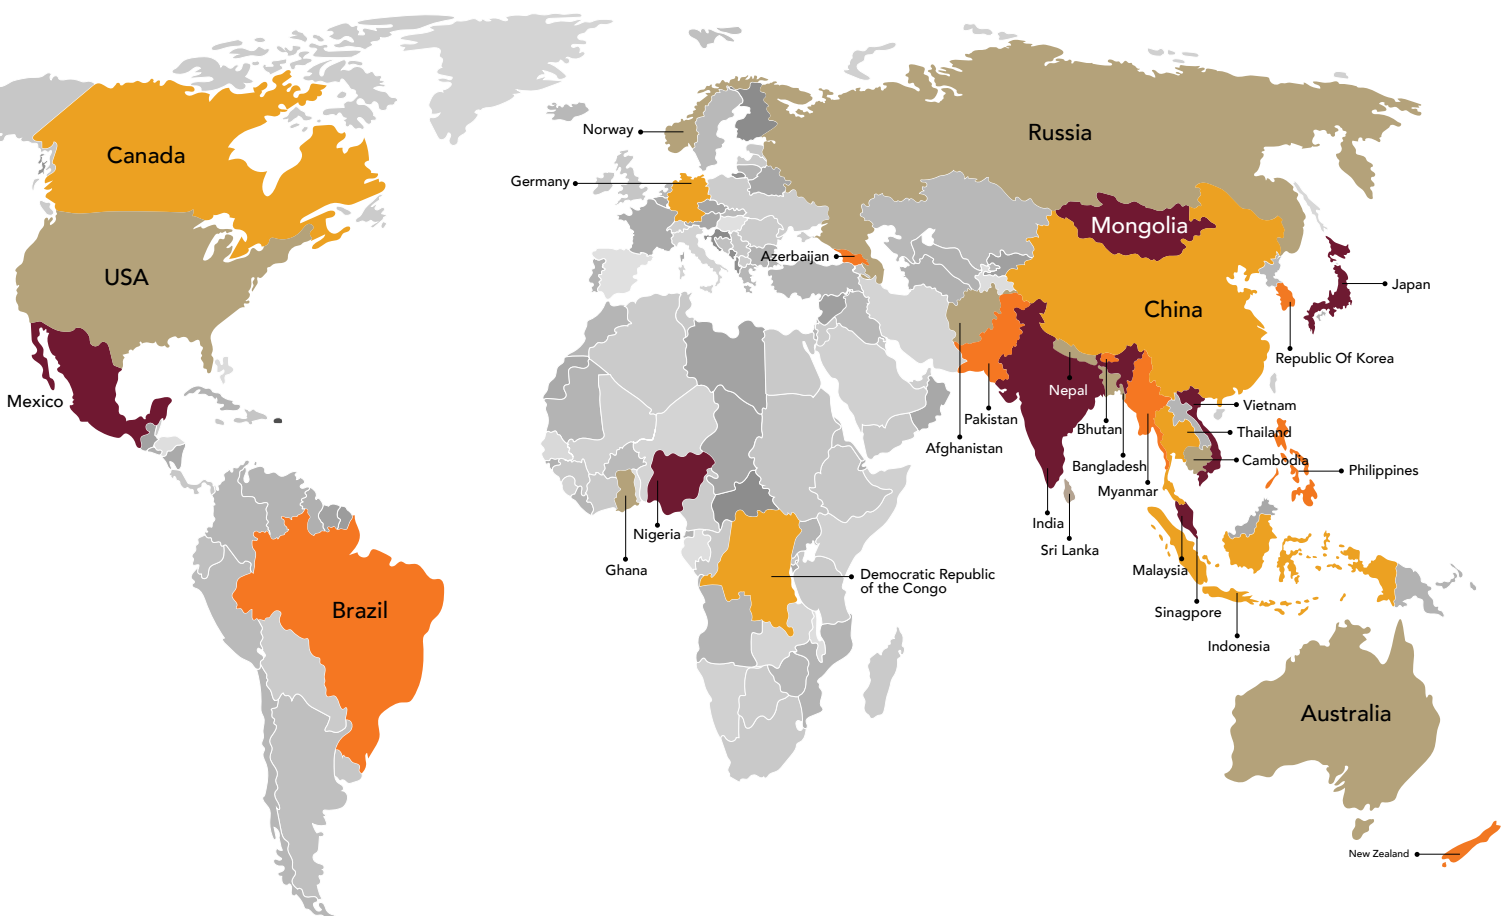 Norway
Russia
Canada
Germany
Mongolia
Azerbaijan
USA
Japan
China
Republic Of Korea
Nepal
Mexico
Vietnam
Pakistan
Bhutan
Thailand
Afghanistan
Cambodia
Bangladesh
Philippines
Myanmar
India
Nigeria
Sri Lanka
Ghana
Malaysia
Democratic Republic
of the Congo
Brazil
Sinagpore
Indonesia
Australia
New Zealand